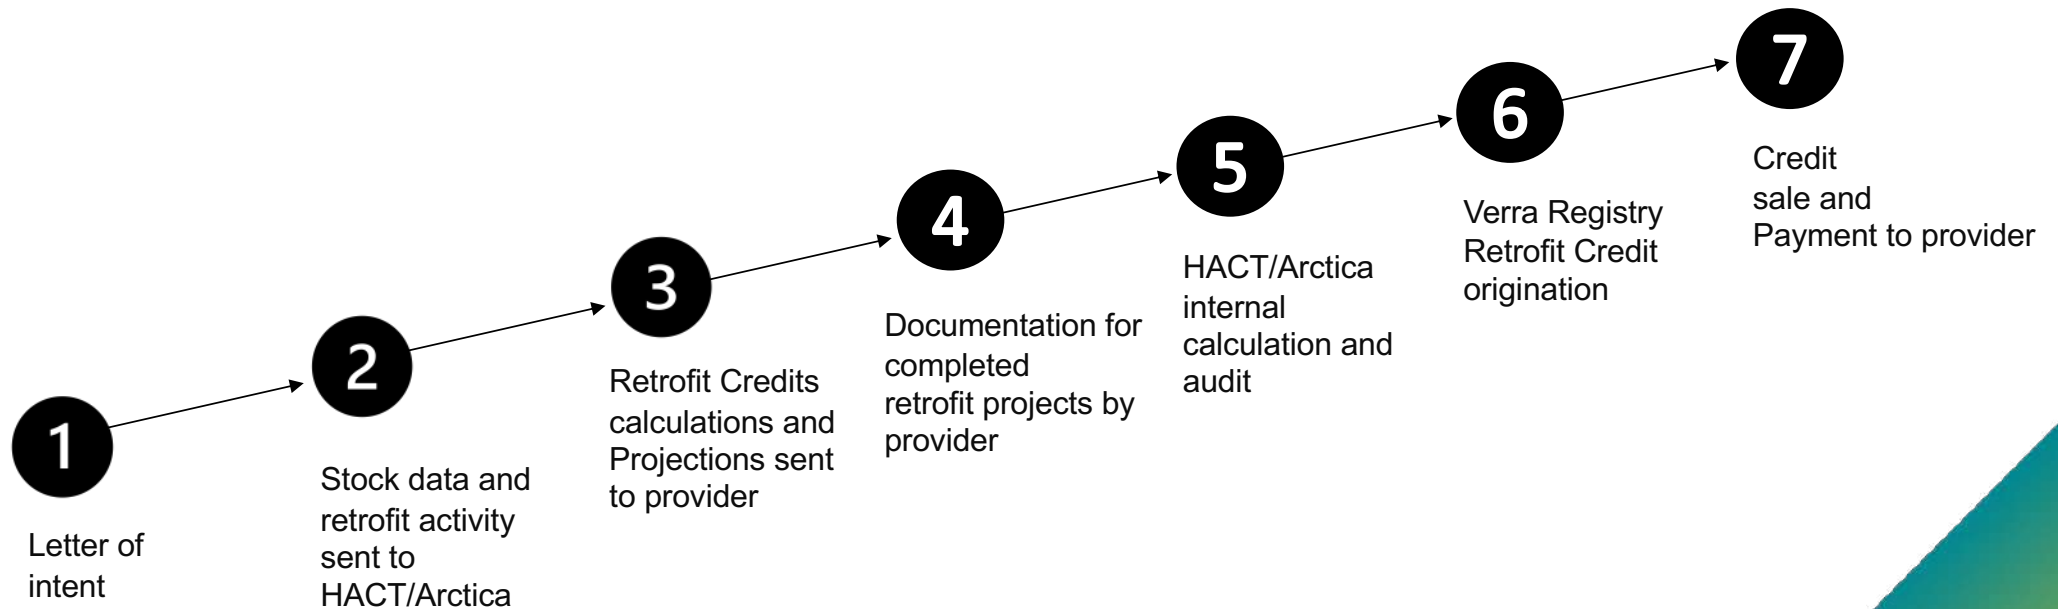 1
Letter of
intent
2
Stock data and
retrofit activity
sent to
HACT/Arctica
3
Retrofit Credits
calculations and
Projections sent
to provider
4
Documentation for
completed
retrofit projects by
provider
5
HACT/Arctica
internal
calculation and
audit
6
Verra Registry
Retrofit Credit
origination
7
Credit
sale and
Payment to provider